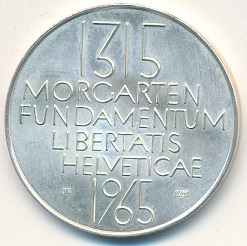 1315
MORGARTEN
FUNDAMENTUM
LIBERTATIS
HELVETICAE
1965